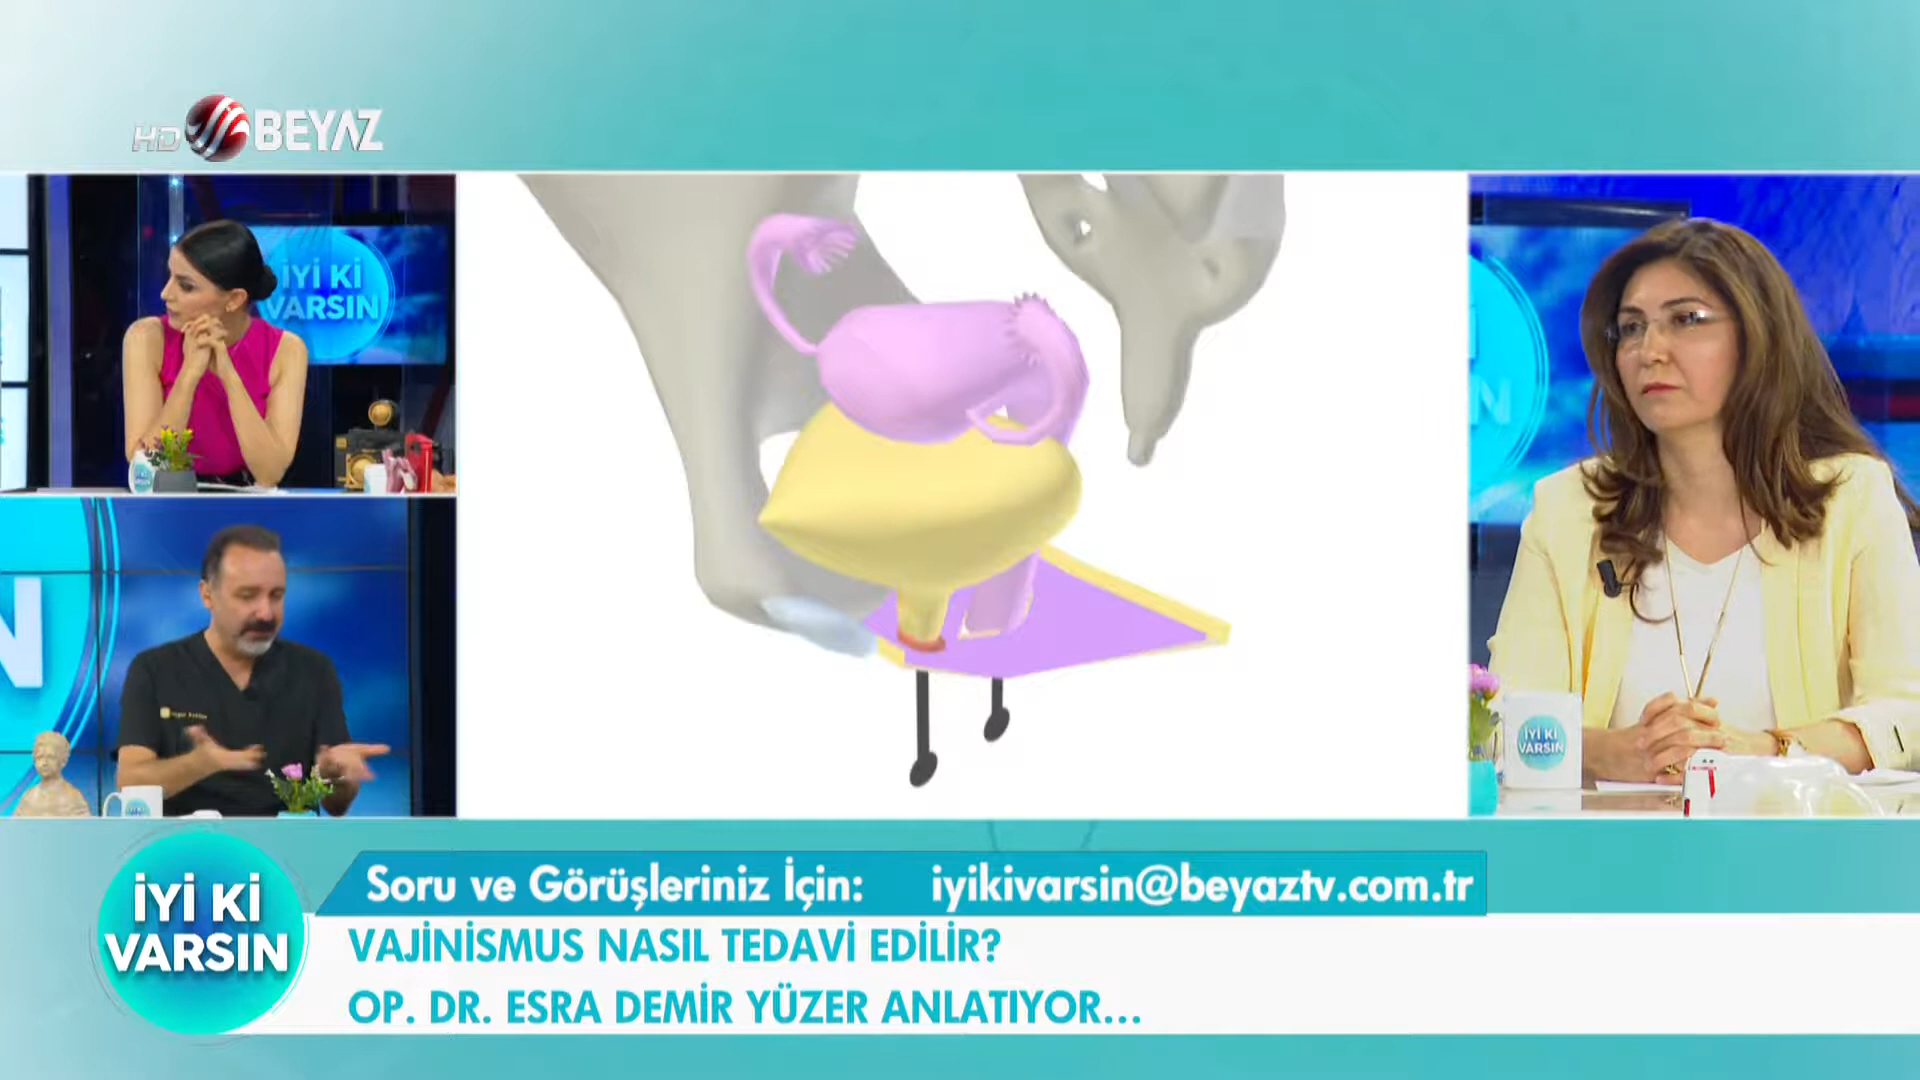 HD BEYAZ
İYİ Kİ
VARSIN
İYİ Kİ
VARSIN
Soru ve Görüşleriniz İçin: iyikivarsin@beyaztv.com.tr
İYİ Kİ
VARSIN
VAJİNİSMUS NASIL TEDAVİ EDİLİR?
OP. DR. ESRA DEMİR YÜZER ANLATIYOR...